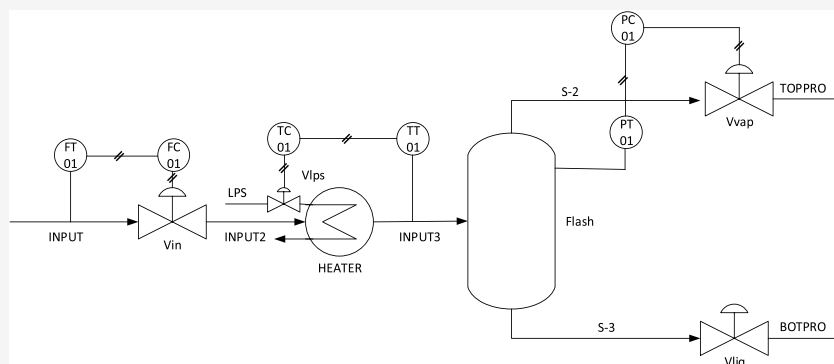 PC
01
S-2
TOPPRO
Vvap
PT
01
FT
01
FC
01
TC
01
TT
01
Vlps
LPS
INPUT
Vin
INPUT2
HEATER
INPUT3
Flash
S-3
BOTPRO
Vliq